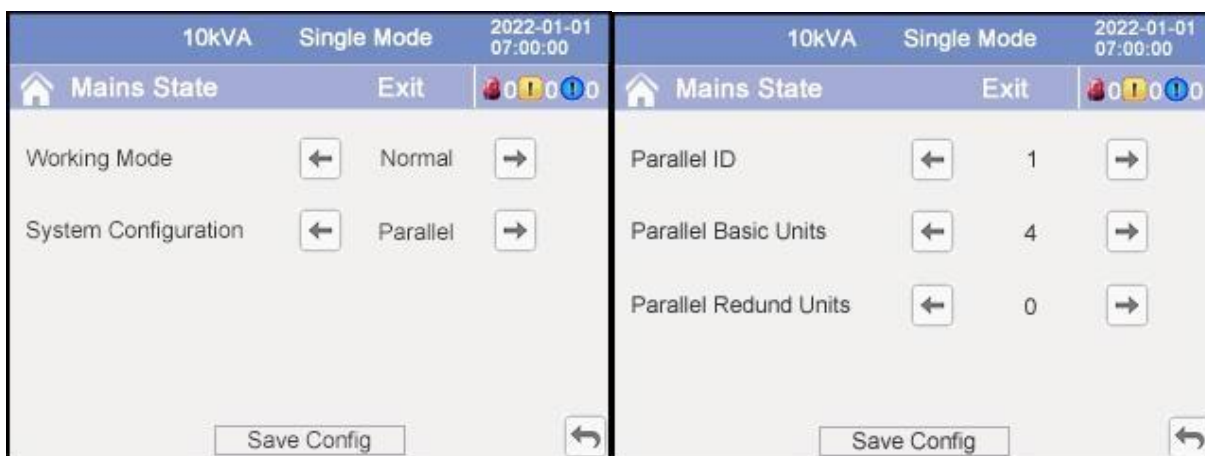 10kVA Single Mode 2022-01-01 07:00:00
Mains State Exit 0 ! 0 ! 0
Working Mode Normal
System Configuration Parallel
Save Config
10kVA Single Mode 2022-01-01 07:00:00
Mains State Exit 0 ! 0 ! 0
Parallel ID 1
Parallel Basic Units 4
Parallel Redund Units 0
Save Config